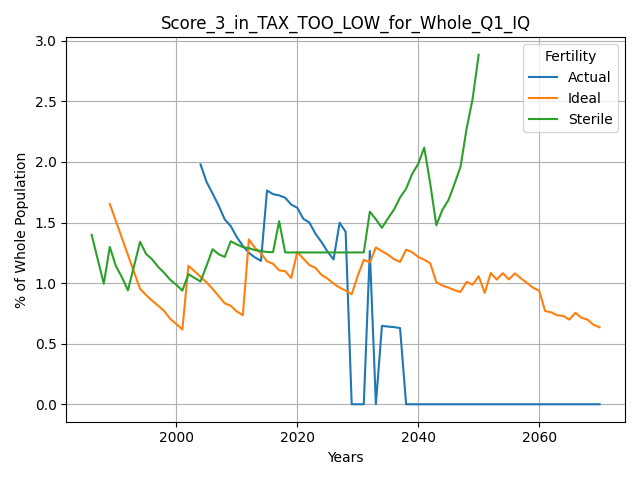 Score_3_in_TAX_TOO_LOW_for_Whole_Q1_IQ
% of Whole Population
3.0
2.5
2.0
1.5
1.0
0.5
0.0
Fertility
Actual
Ideal
Sterile
2000 2020 2040 2060
Years